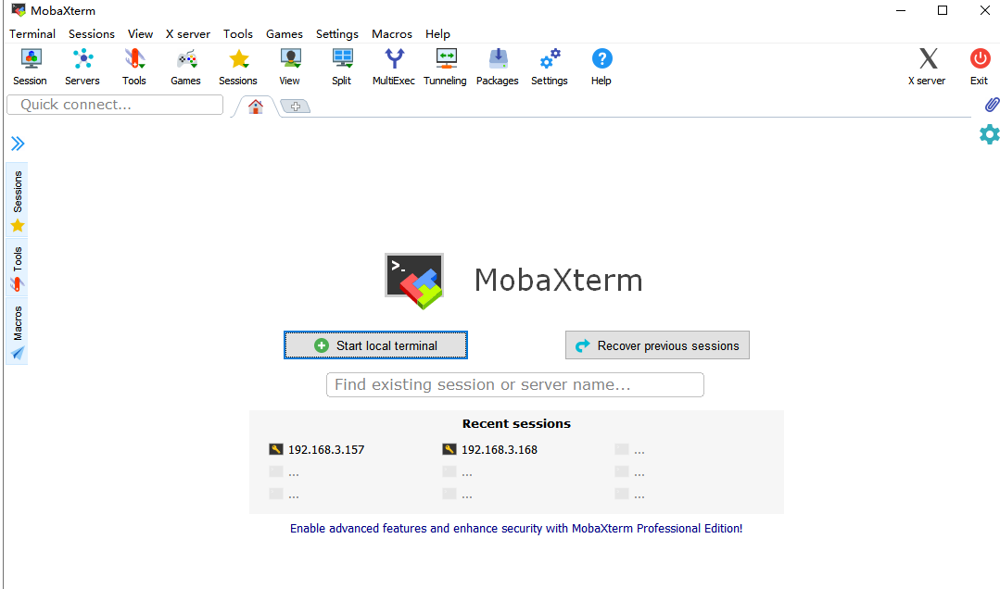 MobaXterm
Terminal Sessions View X server Tools Games Settings Macros Help
Session Servers Tools Games Sessions View Split MultiExec Tunneling Packages Settings Help X server Exit
Quick connect...
Sessions
Tools
Macros
MobaXterm
Start local terminal Recover previous sessions
Find existing session or server name...
Recent sessions
192.168.3.157 192.168.3.168 ...
... ... ...
... ... ...
Enable advanced features and enhance security with MobaXterm Professional Edition!